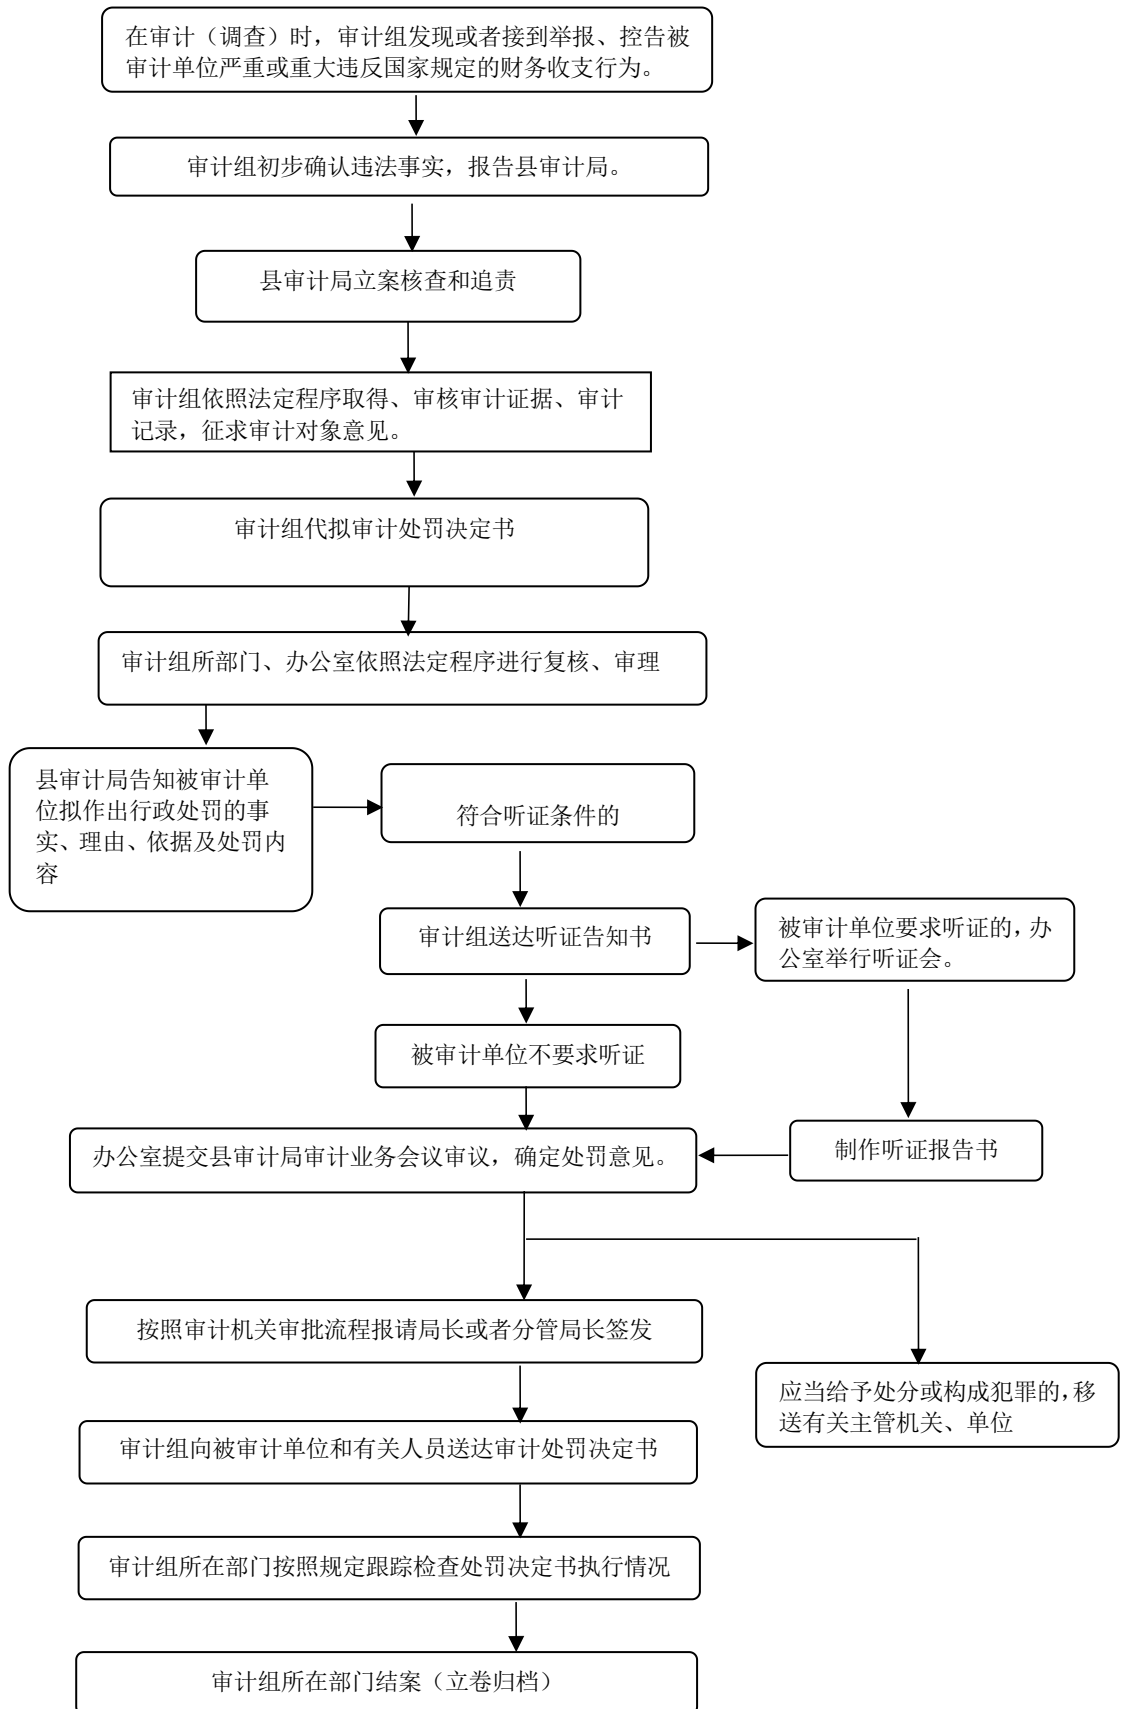 在审计（调查）时，审计组发现或者接到举报、控告被
审计单位严重或重大违反国家规定的财务收支行为。
审计组初步确认违法事实，报告县审计局。
县审计局立案核查和追责
审计组依照法定程序取得、审核审计证据、审计
记录，征求审计对象意见。
审计组代拟审计处罚决定书
审计组所部门、办公室依照法定程序进行复核、审理
县审计局告知被审计单
位拟作出行政处罚的事
实、理由、依据及处罚内
容
符合听证条件的
审计组送达听证告知书
被审计单位要求听证的，办
公室举行听证会。
被审计单位不要求听证
办公室提交县审计局审计业务会议审议，确定处罚意见。
制作听证报告书
按照审计机关审批流程报请局长或者分管局长签发
应当给予处分或构成犯罪的，移
送有关主管机关、单位
审计组向被审计单位和有关人员送达审计处罚决定书
审计组所在部门按照规定跟踪检查处罚决定书执行情况
审计组所在部门结案（立卷归档）